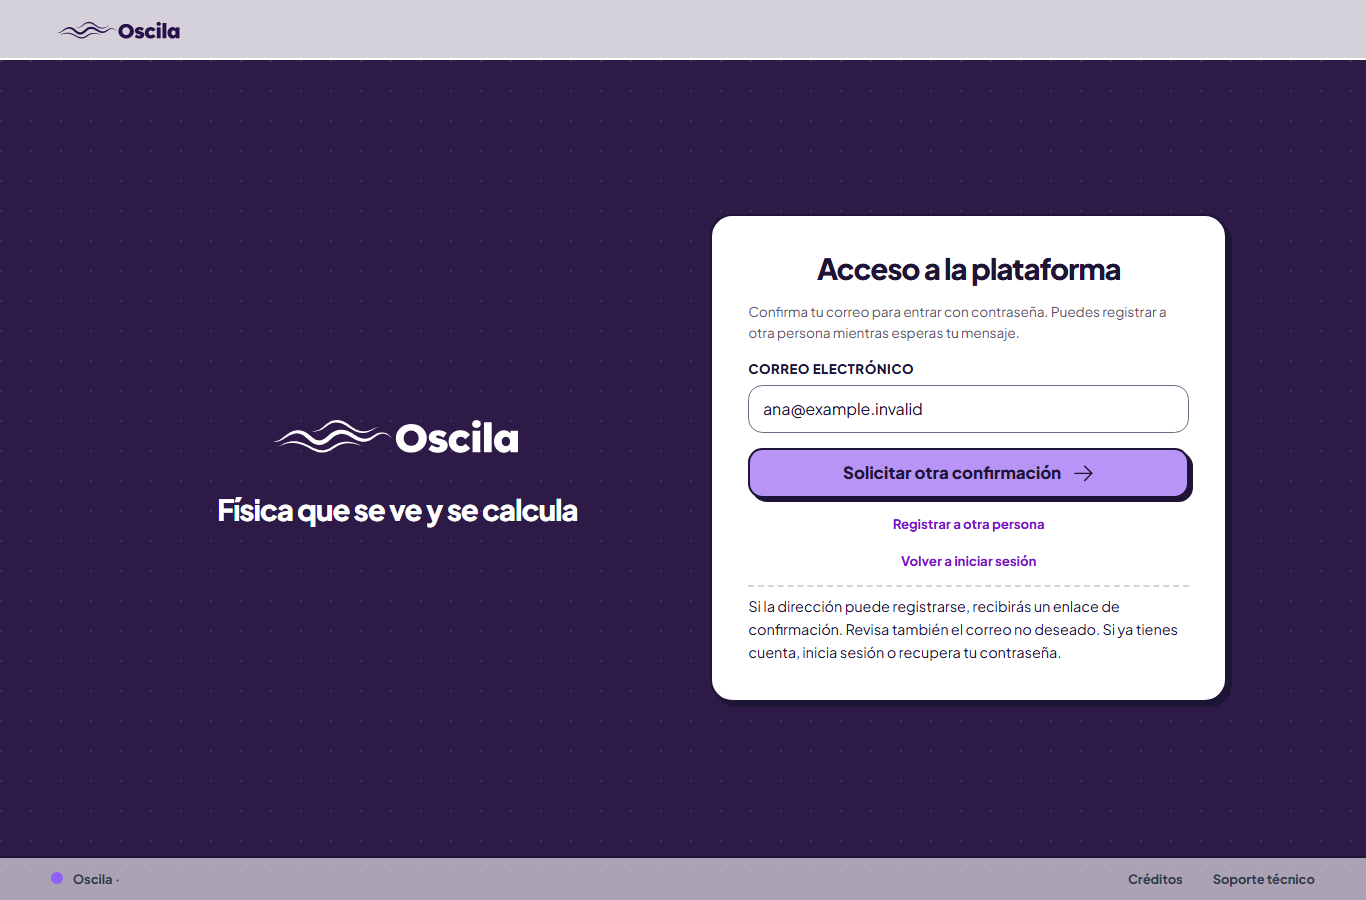 Oscila
Oscila
Física que se ve y se calcula
Acceso a la plataforma
Confirma tu correo para entrar con contraseña. Puedes registrar a
otra persona mientras esperas tu mensaje.
CORREO ELECTRÓNICO
ana@example.invalid
Solicitar otra confirmación →
Registrar a otra persona
Volver a iniciar sesión
Si la dirección puede registrarse, recibirás un enlace de
confirmación. Revisa también el correo no deseado. Si ya tienes
cuenta, inicia sesión o recupera tu contraseña.
Oscila ·
Créditos Soporte técnico